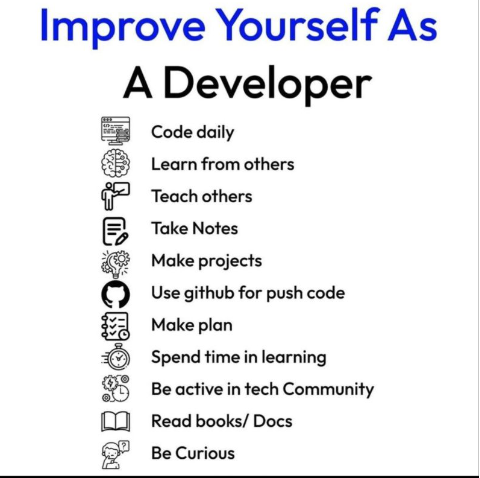 Improve Yourself As
A Developer
Code daily
Learn from others
Teach others
Take Notes
Make projects
Use github for push code
Make plan
Spend time in learning
Be active in tech Community
Read books/ Docs
Be Curious